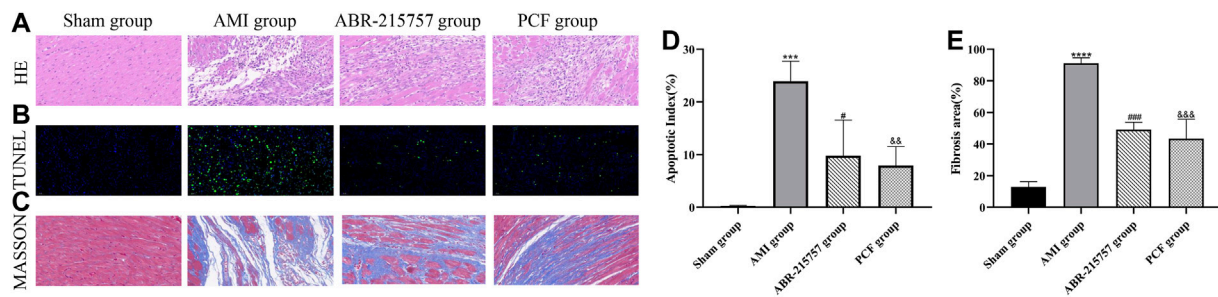 Sham group AMI group ABR-215757 group PCF group
A
HE
B
TUNEL
C
MASSON
D
Apoptotic Index(%)
30
20
10
0
***
#
&&
Sham group
AMI group
ABR-215757 group
PCF group
E
Fibrosis area(%)
100
80
60
40
20
0
****
###
&&&
Sham group
AMI group
ABR-215757 group
PCF group